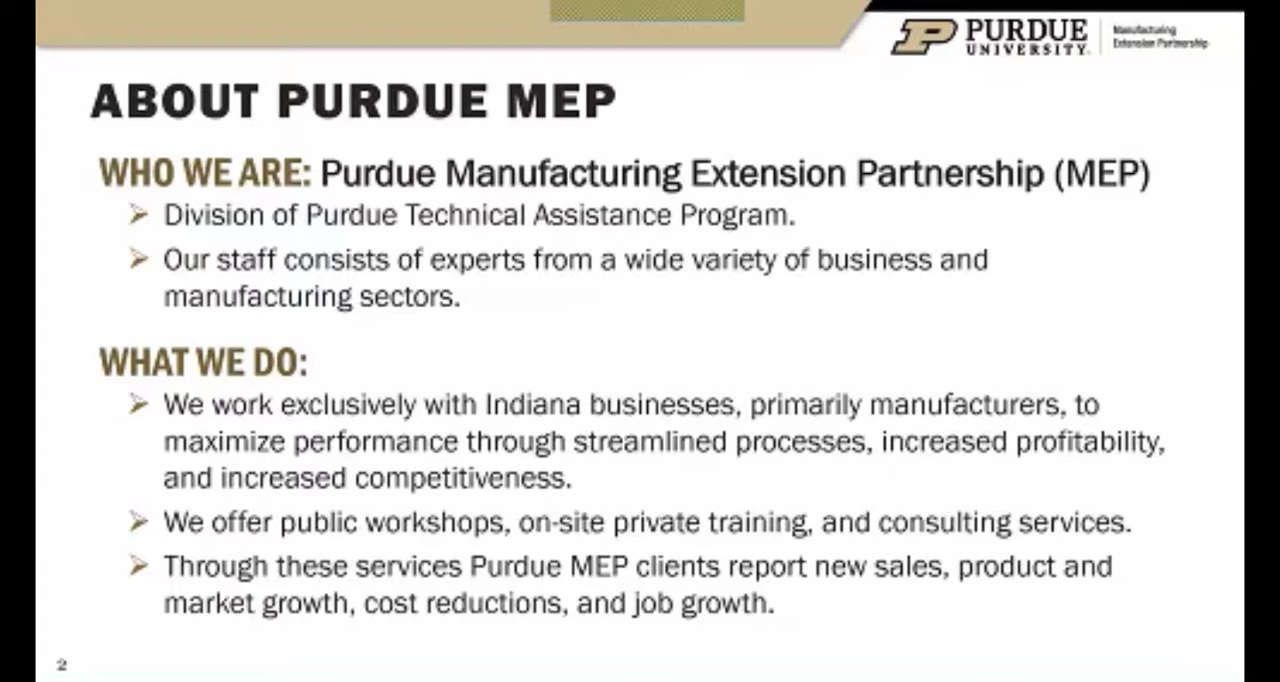 PURDUE
UNIVERSITY
Manufacturing
Extension Partnership
ABOUT PURDUE MEP
WHO WE ARE: Purdue Manufacturing Extension Partnership (MEP)
Division of Purdue Technical Assistance Program.
Our staff consists of experts from a wide variety of business and
manufacturing sectors.
WHAT WE DO:
We work exclusively with Indiana businesses, primarily manufacturers, to
maximize performance through streamlined processes, increased profitability,
and increased competitiveness.
We offer public workshops, on-site private training, and consulting services.
Through these services Purdue MEP clients report new sales, product and
market growth, cost reductions, and job growth.
2